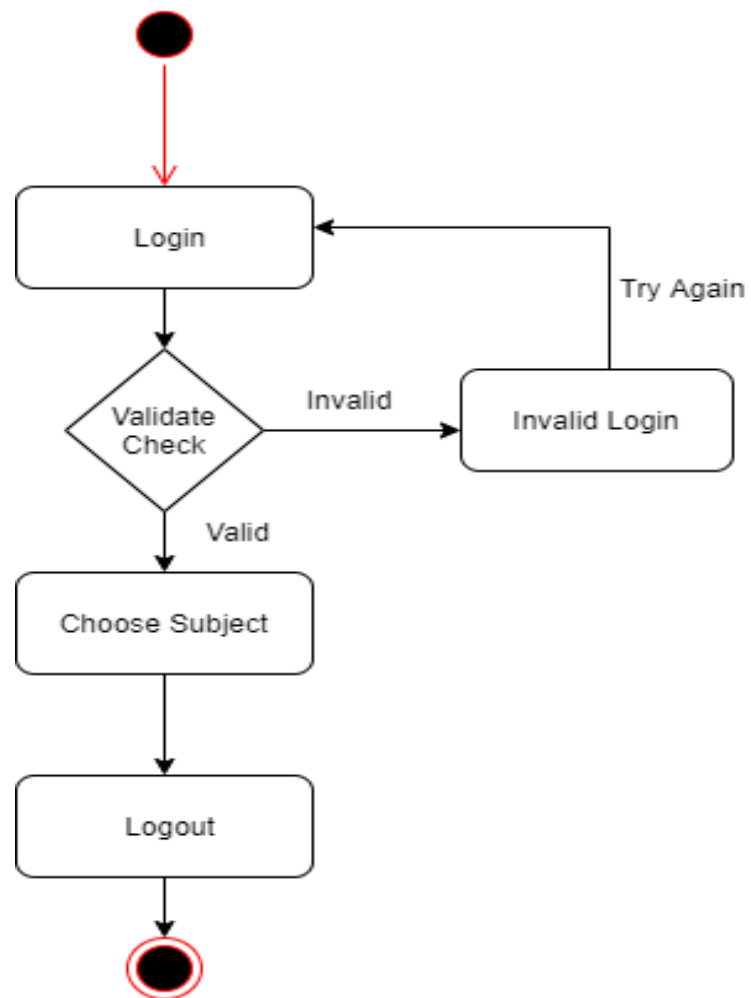 Login
Try Again
Validate
Check
Invalid
Invalid Login
Valid
Choose Subject
Logout